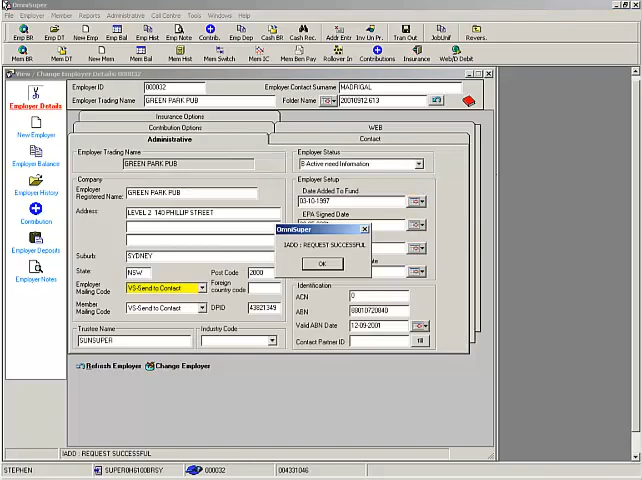 OmniSuper
File Employer Member Reports Administrative Call Centre Tools Windows Help
Emp BR Emp DT New Emp Emp Bal Emp Hist Emp Note Contrib. Emp Dep Cash BR Cash Rec. Addr Entr Inv Un Pr. Tran Out JobUnf Revers.
Mem BR Mem DT New Mem Mem Bal Mem Hist Mem Switch Mem IC Mem Ben Pay Rollover In Contributions Insurance Web/D Debit
View / Change Employer Details 000032
Employer Details
New Employer
Employer Balance
Employer History
Contribution
Employer Deposits
Employer Notes
Employer ID 000032 Employer Contact Surname MADRIGAL
Employer Trading Name GREEN PARK PUB Folder Name 20010912.613
Insurance Options
Contribution Options WEB
Administrative Contact
Employer Trading Name
GREEN PARK PUB
Employer Status
B-Active need Information
Company
Employer Registered Name: GREEN PARK PUB
Address: LEVEL 2 140 PHILLIP STREET
Suburb: SYDNEY
State: NSW Post Code 2000
Employer Mailing Code VS-Send to Contact Foreign country code
Member Mailing Code VS-Send to Contact DPID 43821349
Trustee Name
SUNSUPER
Industry Code
Employer Setup
Date Added To Fund
03-10-1997
EPA Signed Date
OmniSuper
IADD : REQUEST SUCCESSFUL
OK
Identification
ACN 0
ABN
Valid ABN Date 12-09-2001
Contact Partner ID fill
Refresh Employer Change Employer
IADD : REQUEST SUCCESSFUL
STEPHEN SUPER0H6100BRSY 000032 004331046